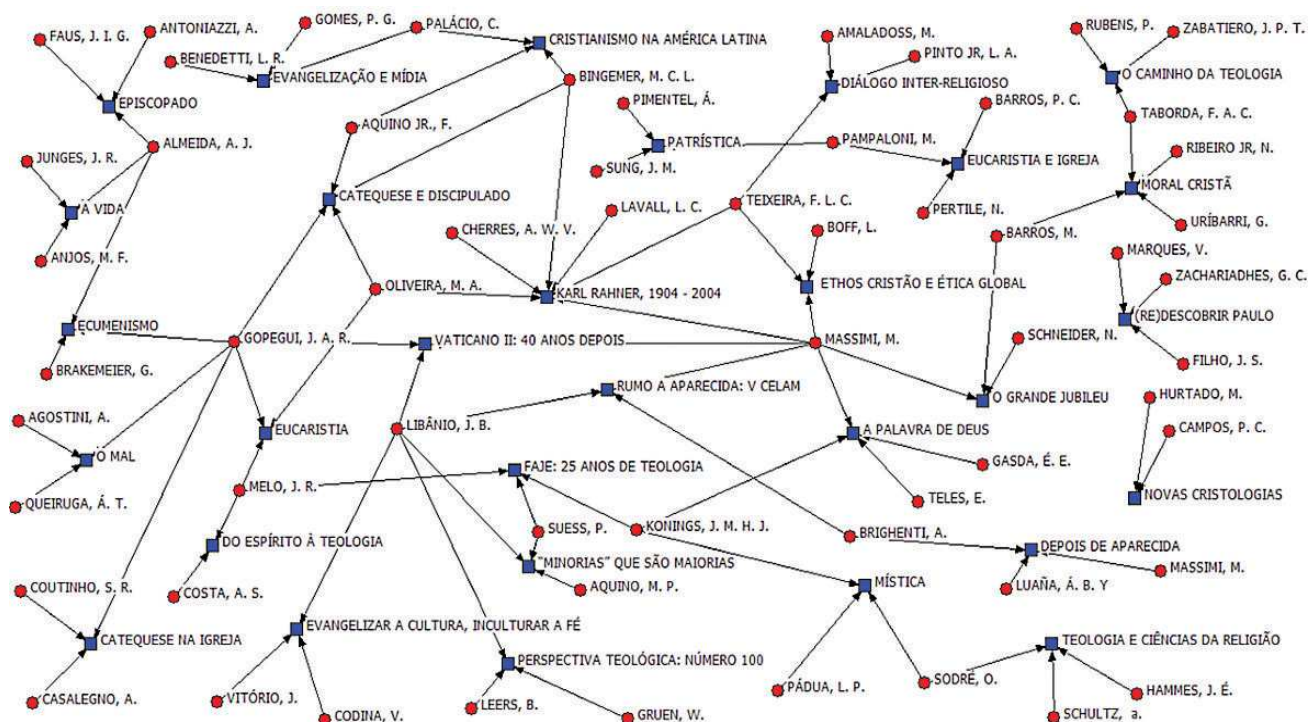 GOMES, P. G.
PALÁCIO, C.
FAUS, J. I. G.
ANTONIAZZI, A.
CRISTIANISMO NA AMÉRICA LATINA
AMALADOSS, M.
RUBENS, P.
ZABATIERO, J. P. T.
BENEDETTI, L. R.
EVANGELIZAÇÃO E MÍDIA
BINGEMER, M. C. L.
PINTO JR, L. A.
DIÁLOGO INTER-RELIGIOSO
O CAMINHO DA TEOLOGIA
EPISCOPADO
PIMENTEL, Á.
BARROS, P. C.
TABORDA, F. A. C.
AQUINO JR., F.
ALMEIDA, A. J.
PATRÍSTICA
PAMPALONI, M.
RIBEIRO JR, N.
JUNGES, J. R.
SUNG, J. M.
EUCARISTIA E IGREJA
MORAL CRISTÃ
CATEQUESE E DISCIPULADO
TEIXEIRA, F. L. C.
A VIDA
LAVALL, L. C.
PERTILE, N.
URÍBARRI, G.
CHERRES, A. W. V.
BOFF, L.
BARROS, M.
MARQUES, V.
ANJOS, M. F.
ZACHARIADHES, G. C.
OLIVEIRA, M. A.
KARL RAHNER, 1904 - 2004
ETHOS CRISTÃO E ÉTICA GLOBAL
(RE)DESCOBRIR PAULO
ECUMENISMO
GOPEGUI, J. A. R.
VATICANO II: 40 ANOS DEPOIS
MASSIMI, M.
SCHNEIDER, N.
FILHO, J. S.
BRAKEMEIER, G.
RUMO A APARECIDA: V CELAM
O GRANDE JUBILEU
HURTADO, M.
AGOSTINI, A.
EUCARISTIA
LIBÂNIO, J. B.
A PALAVRA DE DEUS
CAMPOS, P. C.
O MAL
FAJE: 25 ANOS DE TEOLOGIA
GASDA, É. E.
MELO, J. R.
QUEIRUGA, Á. T.
TELES, E.
NOVAS CRISTOLOGIAS
SUESS, P.
KONINGS, J. M. H. J.
BRIGHENTI, A.
DO ESPÍRITO À TEOLOGIA
DEPOIS DE APARECIDA
"MINORIAS" QUE SÃO MAIORIAS
MASSIMI, M.
COUTINHO, S. R.
COSTA, A. S.
AQUINO, M. P.
MÍSTICA
LUAÑA, Á. B. Y
CATEQUESE NA IGREJA
EVANGELIZAR A CULTURA, INCULTURAR A FÉ
TEOLOGIA E CIÊNCIAS DA RELIGIÃO
PERSPECTIVA TEOLÓGICA: NÚMERO 100
CASALEGNO, A.
VITÓRIO, J.
LEERS, B.
PÁDUA, L. P.
SODRÉ, O.
HAMMES, J. É.
CODINA, V.
GRUEN, W.
SCHULTZ, a.